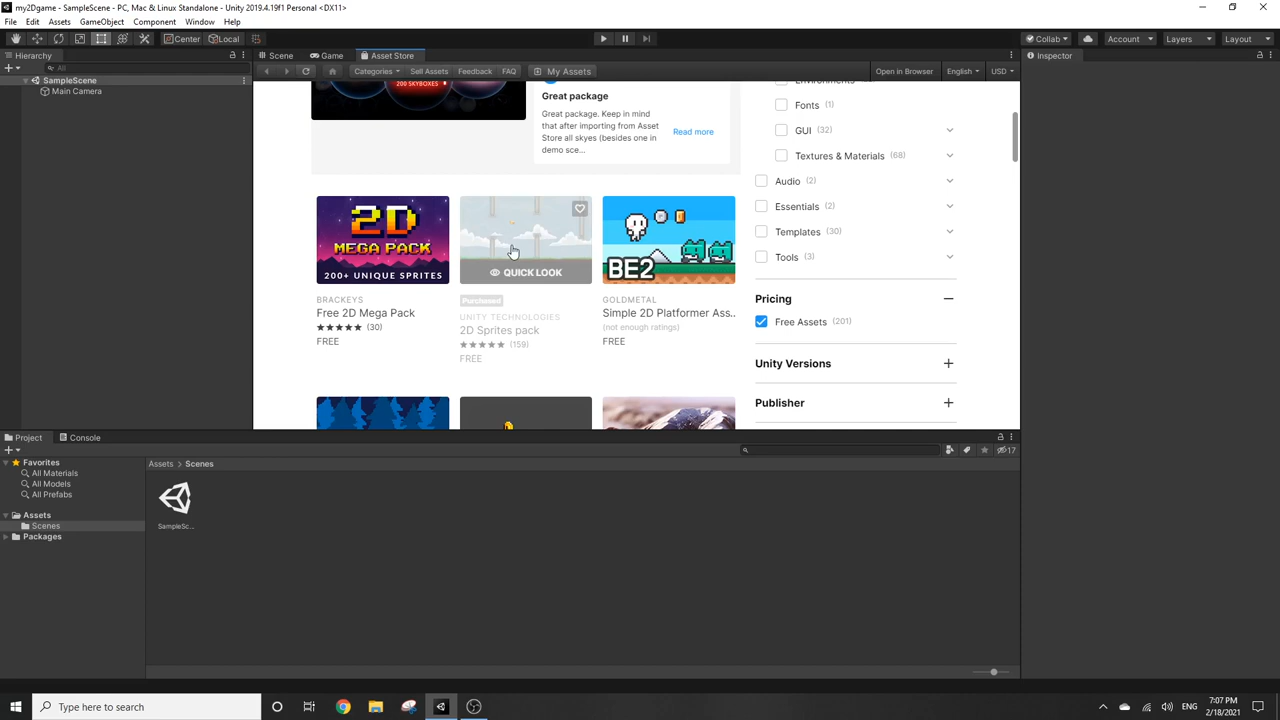 my2Dgame - SampleScene - PC, Mac & Linux Standalone - Unity 2019.4.19f1 Personal <DX11>
File Edit Assets GameObject Component Window Help
Center Local Collab Account Layers Layout
Hierarchy Scene Game Asset Store Inspector
All Categories Sell Assets Feedback FAQ My Assets Open in Browser English USD
SampleScene
Main Camera
200 SKYBOXES
Great package
Great package. Keep in mind
that after importing from Asset
Store all skyes (besides one in
demo sce...
Read more
Environments
Fonts (1)
GUI (32)
Textures & Materials (68)
Audio (2)
Essentials (2)
Templates (30)
Tools (3)
Pricing
Free Assets (201)
Unity Versions
Publisher
2D
MEGA PACK
200+ UNIQUE SPRITES
BRACKEYS
Free 2D Mega Pack
(30)
FREE
QUICK LOOK
Purchased
UNITY TECHNOLOGIES
2D Sprites pack
(159)
FREE
BE2
GOLDMETAL
Simple 2D Platformer Ass..
(not enough ratings)
FREE
Project Console
17
Favorites
All Materials
All Models
All Prefabs
Assets
Scenes
Packages
Assets > Scenes
SampleSc...
Type here to search
ENG
7:07 PM
2/18/2021